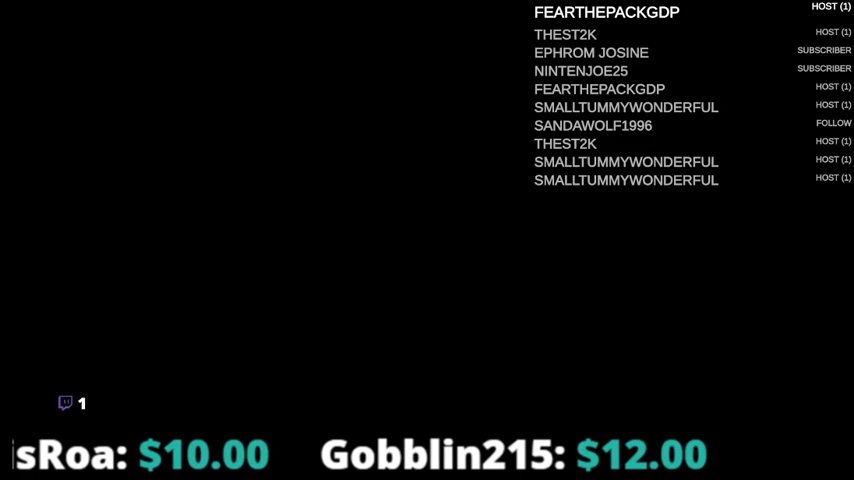 FEARTHEPACKGDP HOST (1)
THEST2K HOST (1)
EPHROM JOSINE SUBSCRIBER
NINTENJOE25 SUBSCRIBER
FEARTHEPACKGDP HOST (1)
SMALLTUMMYWONDERFUL HOST (1)
SANDAWOLF1996 FOLLOW
THEST2K HOST (1)
SMALLTUMMYWONDERFUL HOST (1)
SMALLTUMMYWONDERFUL HOST (1)
1
sRoa: $10.00 Gobblin215: $12.00